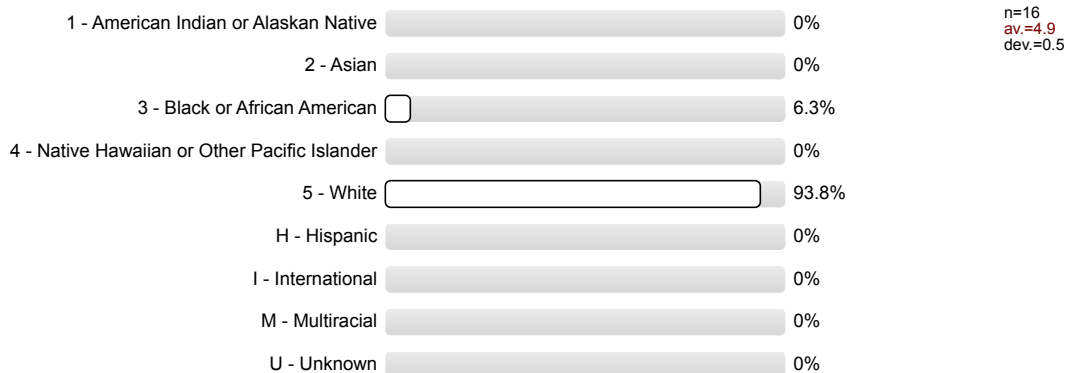 1 - American Indian or Alaskan Native 0%
n=16
av.=4.9
dev.=0.5
2 - Asian 0%
3 - Black or African American 6.3%
4 - Native Hawaiian or Other Pacific Islander 0%
5 - White 93.8%
H - Hispanic 0%
I - International 0%
M - Multiracial 0%
U - Unknown 0%